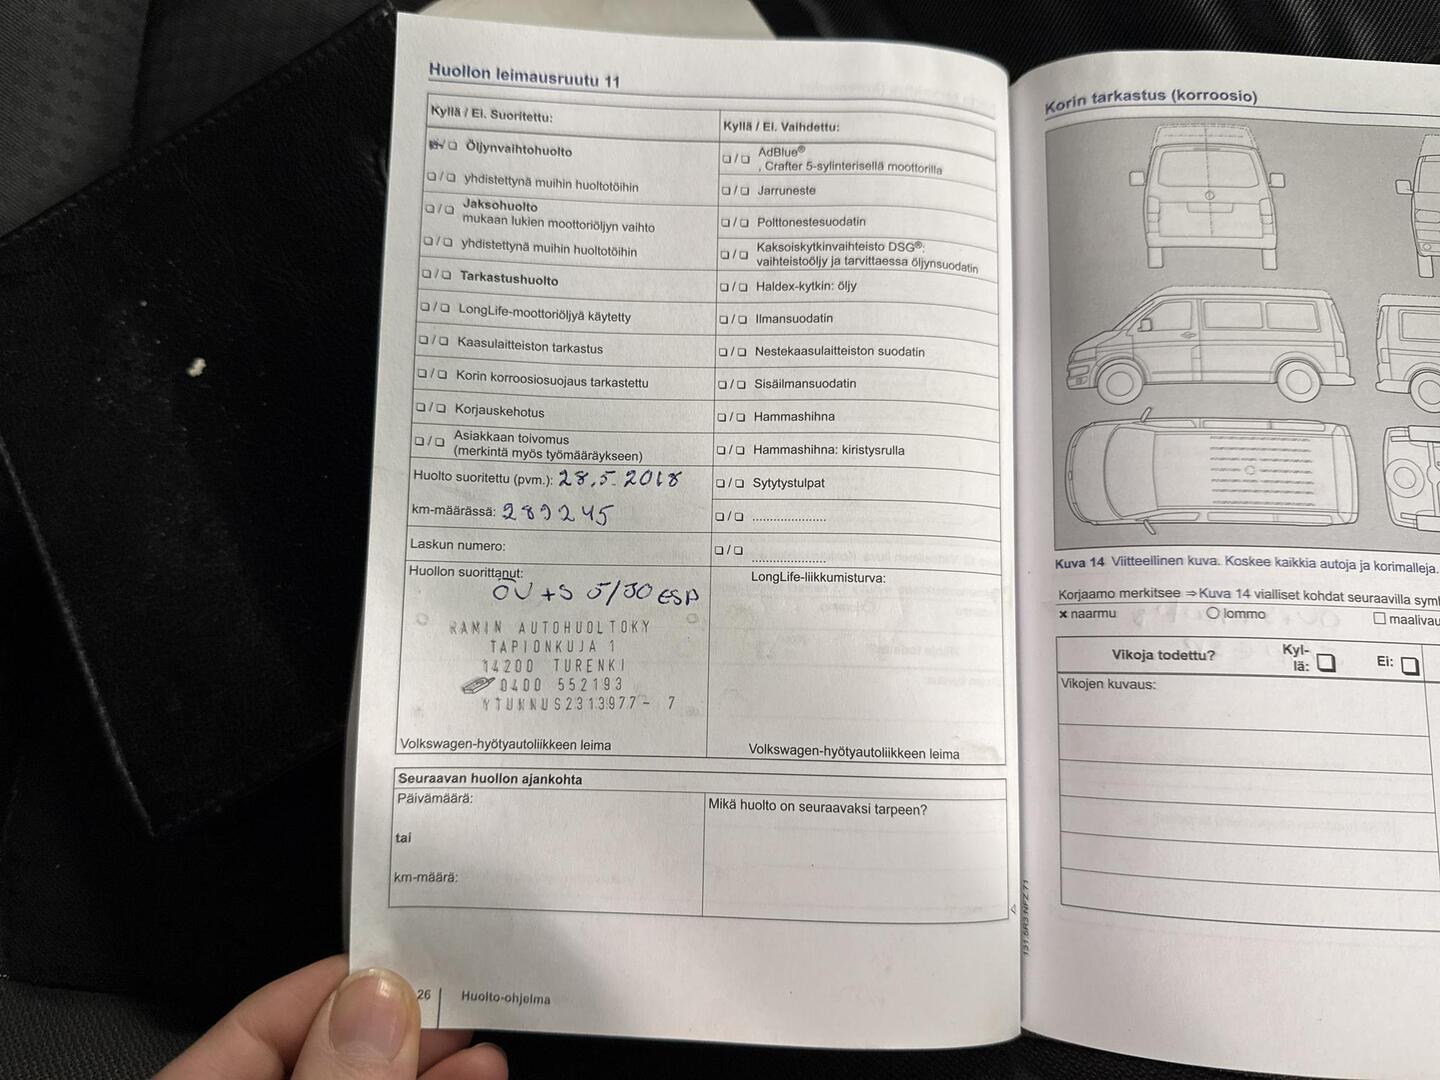 Huollon leimausruutu 11
Kyllä / Ei. Suoritettu:
Öljynvaihtohuolto
yhdistettynä muihin huoltotöihin
Jaksohuolto
mukaan lukien moottoriöljyn vaihto
yhdistettynä muihin huoltotöihin
Tarkastushuolto
LongLife-moottoriöljyä käytetty
Kaasulaitteiston tarkastus
Korin korroosiosuojaus tarkastettu
Korjauskehotus
Asiakkaan toivomus
(merkintä myös työmääräykseen)
Huolto suoritettu (pvm.): 28.5.2018
km-määrässä: 289245
Laskun numero:
Huollon suorittanut:
ÖV+S 5/30 ESP
RAMIN AUTOHUOLTO KY
TAPIONKUJA 1
14200 TURENKI
0400 552193
YTUNNUS2313977-7
Volkswagen-hyötyautoliikkeen leima
Kyllä / Ei. Vaihdettu:
AdBlue®
, Crafter 5-sylinterisellä moottorilla
Jarruneste
Polttonestesuodatin
Kaksoiskytkinvaihteisto DSG®:
vaihteistoöljy ja tarvittaessa öljynsuodatin
Haldex-kytkin: öljy
Ilmansuodatin
Nestekaasulaitteiston suodatin
Sisäilmansuodatin
Hammashihna
Hammashihna: kiristysrulla
Sytytystulpat
LongLife-liikkumisturva:
Volkswagen-hyötyautoliikkeen leima
Seuraavan huollon ajankohta
Päivämäärä:
tai
km-määrä:
Mikä huolto on seuraavaksi tarpeen?
26
Huolto-ohjelma
Korin tarkastus (korroosio)
Kuva 14 Viitteellinen kuva. Koskee kaikkia autoja ja korimalleja.
Korjaamo merkitsee ⇒ Kuva 14 vialliset kohdat seuraavilla
× naarmu
○ lommo
Vikoja todettu?
Kyl-
lä:
Ei:
Vikojen kuvaus: